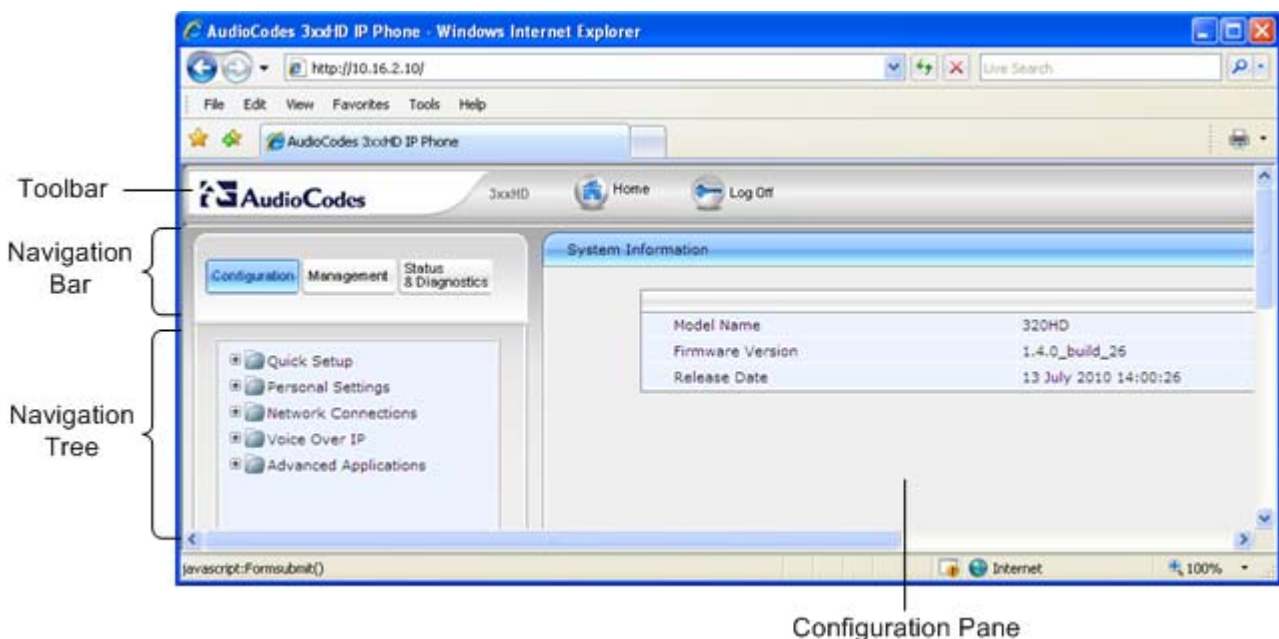 AudioCodes 3xxHD IP Phone - Windows Internet Explorer
http://10.16.2.10/
Live Search
File Edit View Favorites Tools Help
AudioCodes 3xxHD IP Phone
Toolbar
AudioCodes
3xxHD
Home
Log Off
Navigation
Bar
Configuration
Management
Status
& Diagnostics
System Information
Model Name 320HD
Firmware Version 1.4.0_build_26
Release Date 13 July 2010 14:00:26
Navigation
Tree
Quick Setup
Personal Settings
Network Connections
Voice Over IP
Advanced Applications
javascript:Formsubmit()
Internet
100%
Configuration Pane